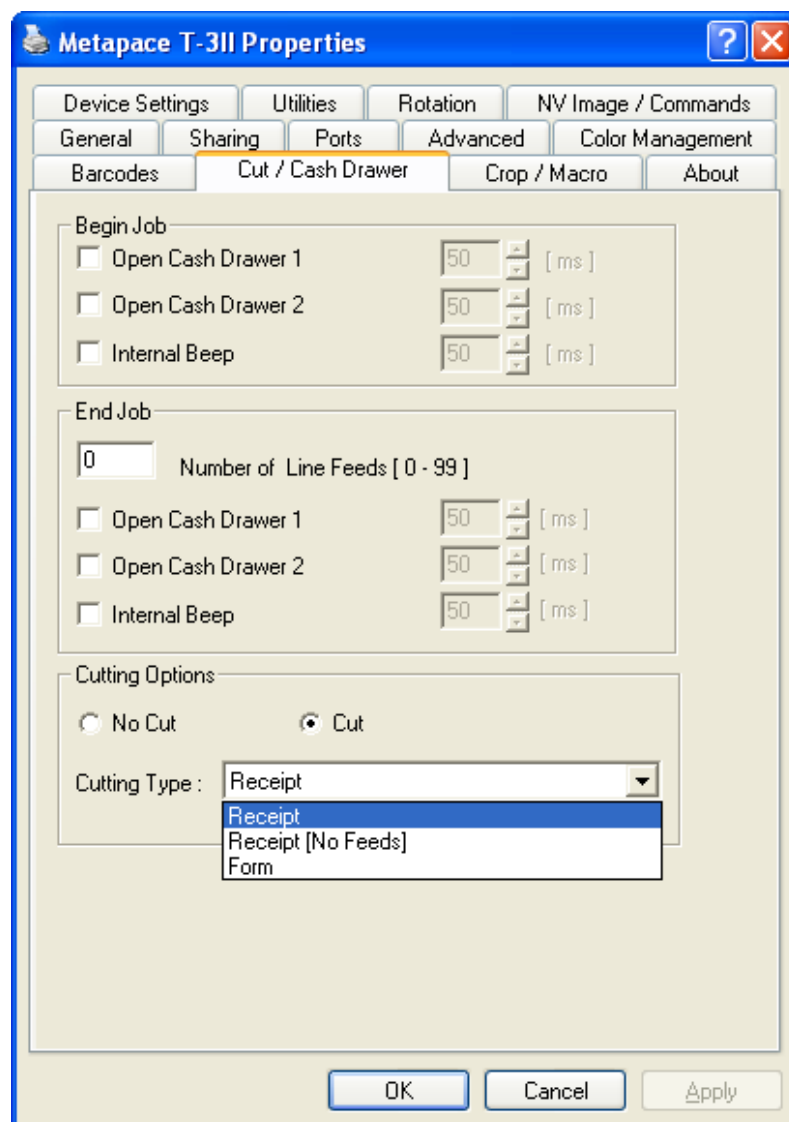 Metapace T-3II Properties
Device Settings Utilities Rotation NV Image / Commands
General Sharing Ports Advanced Color Management
Barcodes Cut / Cash Drawer Crop / Macro About
Begin Job
Open Cash Drawer 1 50 [ ms ]
Open Cash Drawer 2 50 [ ms ]
Internal Beep 50 [ ms ]
End Job
0 Number of Line Feeds [ 0 - 99 ]
Open Cash Drawer 1 50 [ ms ]
Open Cash Drawer 2 50 [ ms ]
Internal Beep 50 [ ms ]
Cutting Options
No Cut Cut
Cutting Type : Receipt
Receipt
Receipt [No Feeds]
Form
OK Cancel Apply